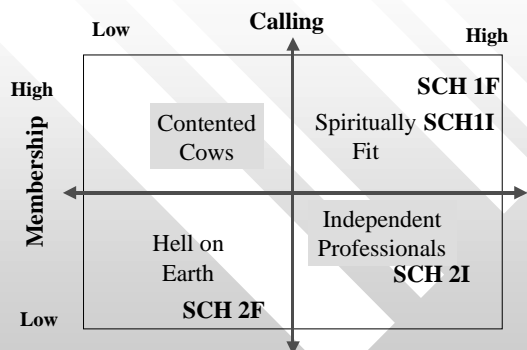 Calling
Low
High
High
SCH 1F
Contented
Cows
Spiritually SCH1I
Fit
Membership
Independent
Professionals
Hell on
Earth
SCH 2I
SCH 2F
Low